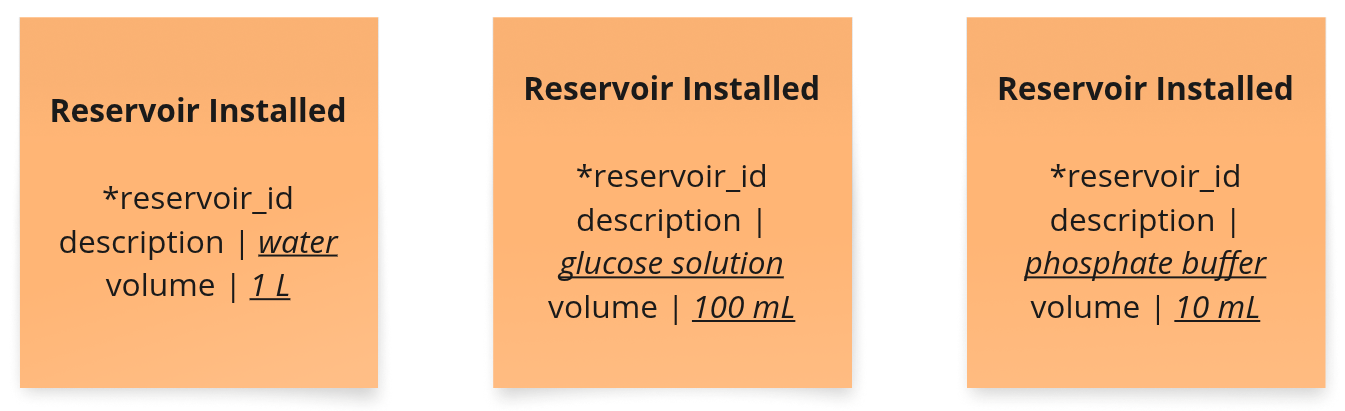 Reservoir Installed
*reservoir_id
description | water
volume | 1 L
Reservoir Installed
*reservoir_id
description |
glucose solution
volume | 100 mL
Reservoir Installed
*reservoir_id
description |
phosphate buffer
volume | 10 mL